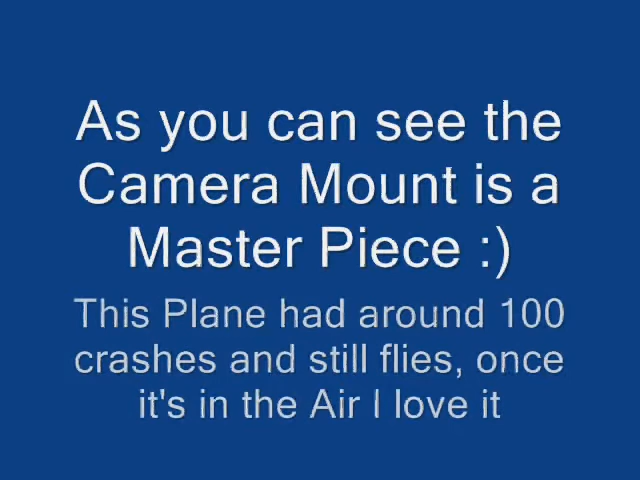 As you can see the
Camera Mount is a
Master Piece :)
This Plane had around 100
crashes and still flies, once
it's in the Air I love it